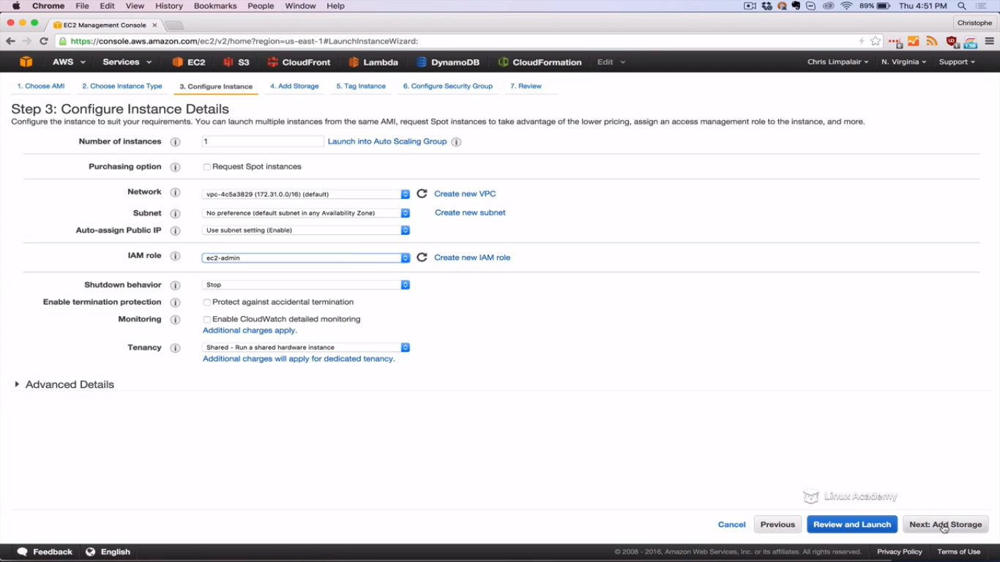 Chrome File Edit View History Bookmarks People Window Help 89% Thu 4:51 PM
EC2 Management Console Christophe
https://console.aws.amazon.com/ec2/v2/home?region=us-east-1#LaunchInstanceWizard:
AWS Services EC2 S3 CloudFront Lambda DynamoDB CloudFormation Edit Chris Limpalair N. Virginia Support
1. Choose AMI 2. Choose Instance Type 3. Configure Instance 4. Add Storage 5. Tag Instance 6. Configure Security Group 7. Review
Step 3: Configure Instance Details
Configure the instance to suit your requirements. You can launch multiple instances from the same AMI, request Spot instances to take advantage of the lower pricing, assign an access management role to the instance, and more.
Number of instances 1 Launch into Auto Scaling Group
Purchasing option Request Spot instances
Network vpc-4c5a3829 (172.31.0.0/16) (default) Create new VPC
Subnet No preference (default subnet in any Availability Zone) Create new subnet
Auto-assign Public IP Use subnet setting (Enable)
IAM role ec2-admin Create new IAM role
Shutdown behavior Stop
Enable termination protection Protect against accidental termination
Monitoring Enable CloudWatch detailed monitoring
Additional charges apply.
Tenancy Shared - Run a shared hardware instance
Additional charges will apply for dedicated tenancy.
Advanced Details
Linux Academy
Cancel Previous Review and Launch Next: Add Storage
Feedback English © 2008 - 2016, Amazon Web Services, Inc. or its affiliates. All rights reserved. Privacy Policy Terms of Use